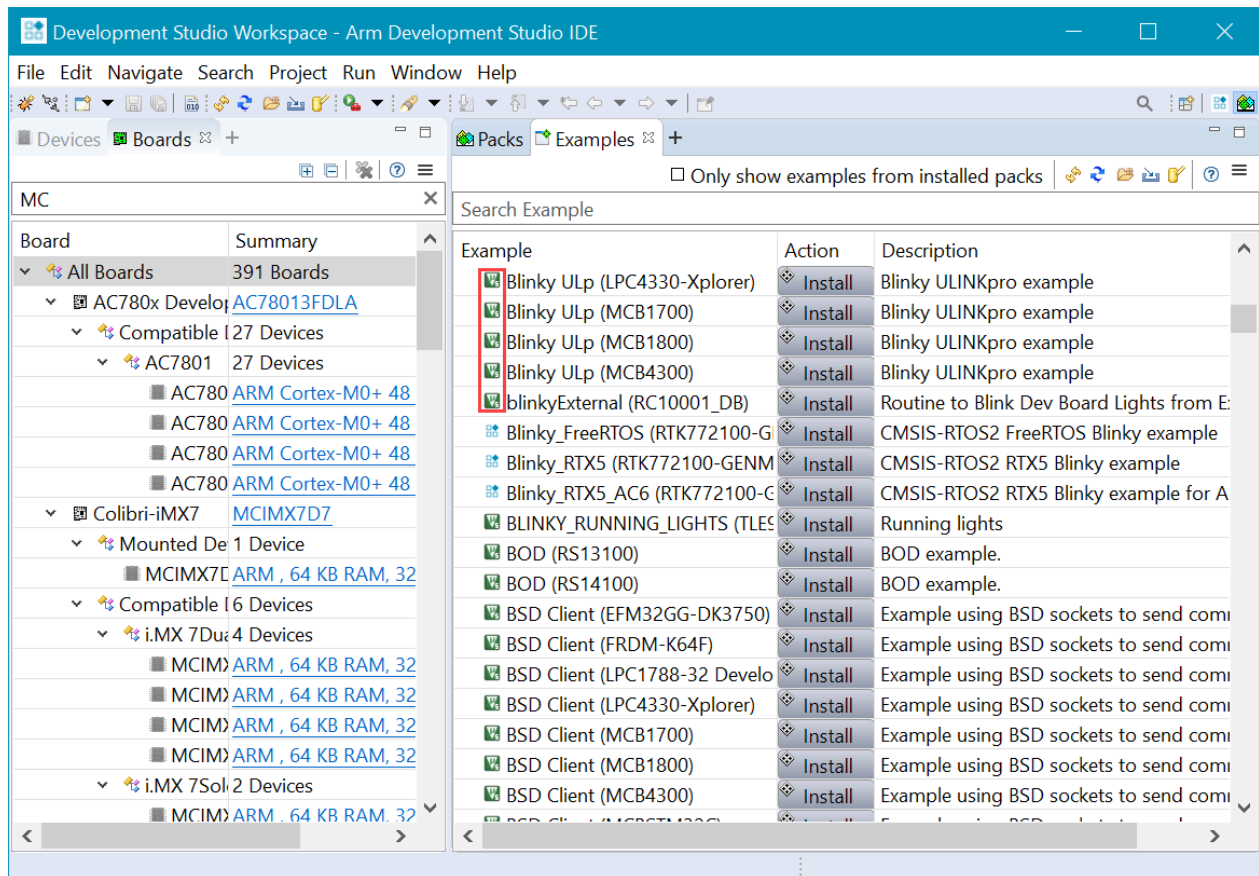 Development Studio Workspace - Arm Development Studio IDE
File Edit Navigate Search Project Run Window Help
Devices Boards
MC
Board Summary
All Boards 391 Boards
AC780x Develop AC78013FDLA
Compatible 27 Devices
AC7801 27 Devices
AC780 ARM Cortex-M0+ 48
AC780 ARM Cortex-M0+ 48
AC780 ARM Cortex-M0+ 48
AC780 ARM Cortex-M0+ 48
Colibri-iMX7 MCIMX7D7
Mounted De 1 Device
MCIMX7D ARM , 64 KB RAM, 32
Compatible 6 Devices
i.MX 7Dua 4 Devices
MCIMX ARM , 64 KB RAM, 32
MCIMX ARM , 64 KB RAM, 32
MCIMX ARM , 64 KB RAM, 32
MCIMX ARM , 64 KB RAM, 32
i.MX 7Sol 2 Devices
MCIMX ARM , 64 KB RAM, 32
Packs Examples
Only show examples from installed packs
Search Example
Example Action Description
Blinky ULp (LPC4330-Xplorer) Install Blinky ULINKpro example
Blinky ULp (MCB1700) Install Blinky ULINKpro example
Blinky ULp (MCB1800) Install Blinky ULINKpro example
Blinky ULp (MCB4300) Install Blinky ULINKpro example
blinkyExternal (RC10001_DB) Install Routine to Blink Dev Board Lights from E
Blinky_FreeRTOS (RTK772100-G Install CMSIS-RTOS2 FreeRTOS Blinky example
Blinky_RTX5 (RTK772100-GENM Install CMSIS-RTOS2 RTX5 Blinky example
Blinky_RTX5_AC6 (RTK772100-G Install CMSIS-RTOS2 RTX5 Blinky example for A
BLINKY_RUNNING_LIGHTS (TLE9 Install Running lights
BOD (RS13100) Install BOD example.
BOD (RS14100) Install BOD example.
BSD Client (EFM32GG-DK3750) Install Example using BSD sockets to send com
BSD Client (FRDM-K64F) Install Example using BSD sockets to send com
BSD Client (LPC1788-32 Develo Install Example using BSD sockets to send com
BSD Client (LPC4330-Xplorer) Install Example using BSD sockets to send com
BSD Client (MCB1700) Install Example using BSD sockets to send com
BSD Client (MCB1800) Install Example using BSD sockets to send com
BSD Client (MCB4300) Install Example using BSD sockets to send com